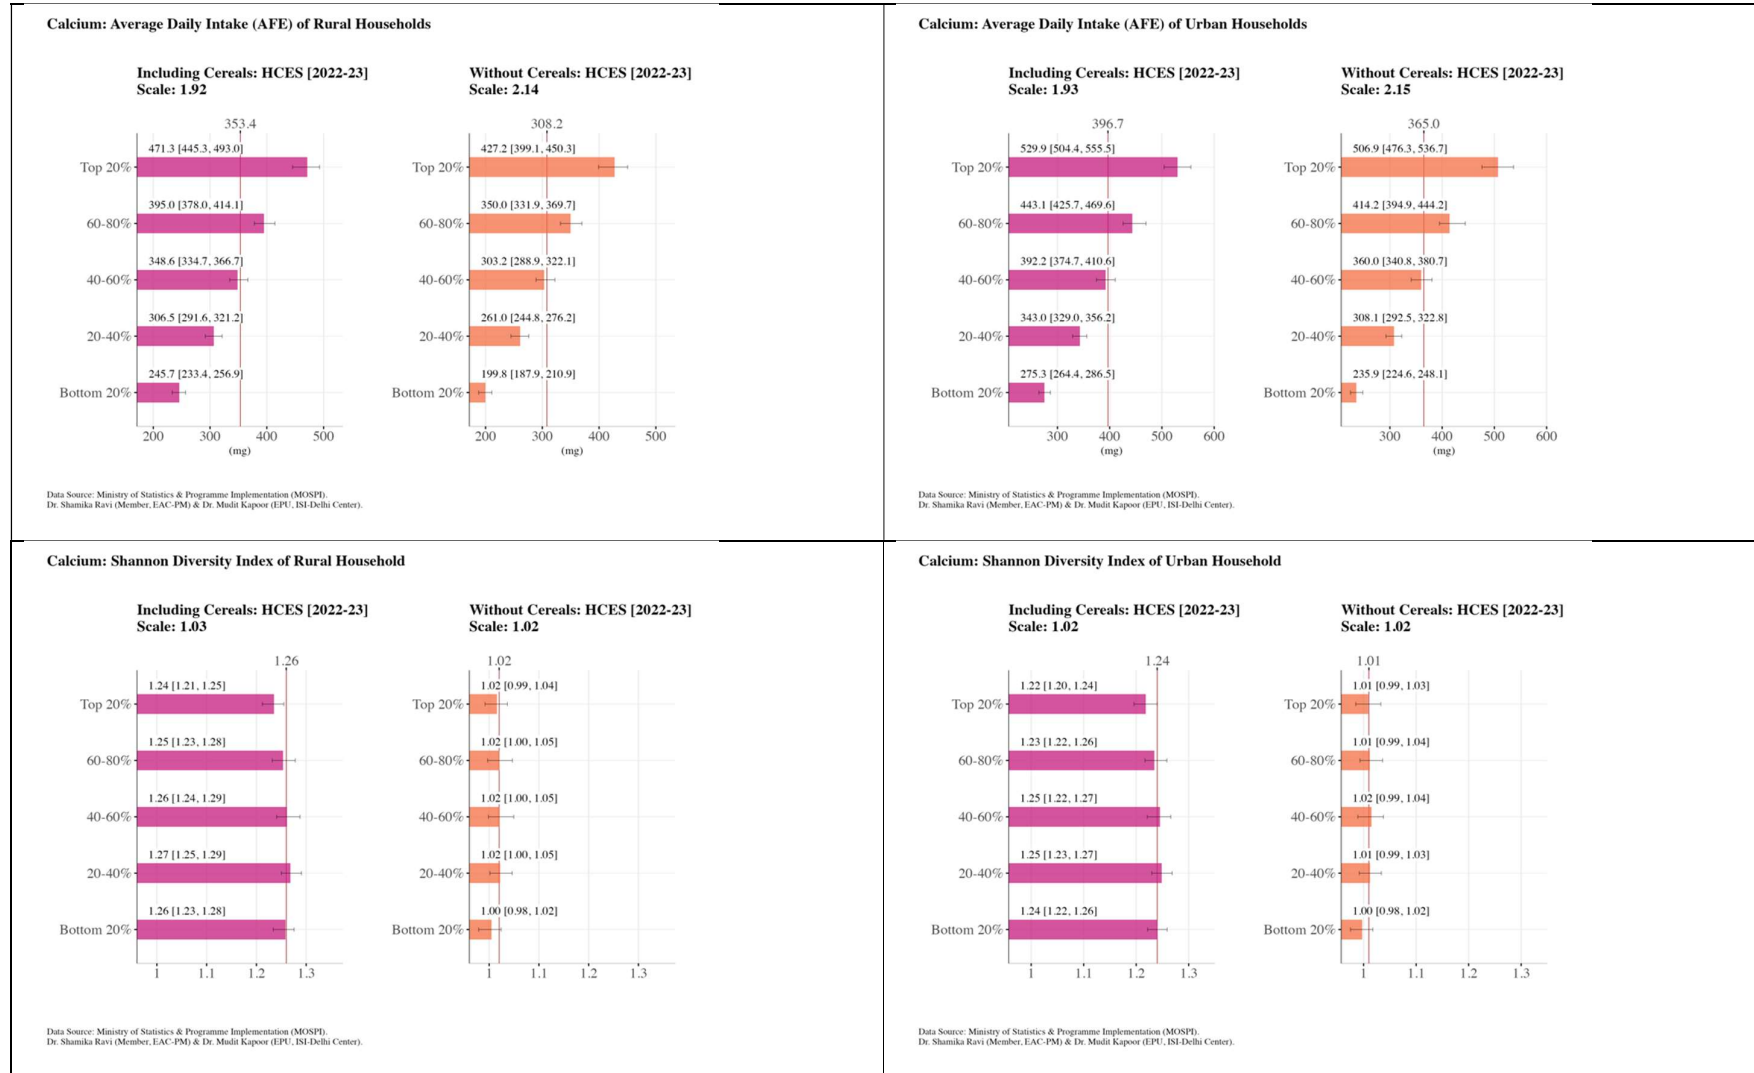 Calcium: Average Daily Intake (AFE) of Rural Households
Including Cereals: HCES [2022-23]
Scale: 1.92
353.4
Top 20%
471.3 [445.3, 493.0]
60-80%
395.0 [378.0, 414.1]
40-60%
348.6 [334.7, 366.7]
20-40%
306.5 [291.6, 321.2]
Bottom 20%
245.7 [233.4, 256.9]
200 300 400 500
(mg)
Without Cereals: HCES [2022-23]
Scale: 2.14
308.2
Top 20%
427.2 [399.1, 450.3]
60-80%
350.0 [331.9, 369.7]
40-60%
303.2 [288.9, 322.1]
20-40%
261.0 [244.8, 276.2]
Bottom 20%
199.8 [187.9, 210.9]
200 300 400 500
(mg)
Data Source: Ministry of Statistics & Programme Implementation (MOSPI).
Dr. Shamika Ravi (Member, EAC-PM) & Dr. Mudit Kapoor (EPU, ISI-Delhi Center).
Calcium: Average Daily Intake (AFE) of Urban Households
Including Cereals: HCES [2022-23]
Scale: 1.93
396.7
Top 20%
529.9 [504.4, 555.5]
60-80%
443.1 [425.7, 469.6]
40-60%
392.2 [374.7, 410.6]
20-40%
343.0 [329.0, 356.2]
Bottom 20%
275.3 [264.4, 286.5]
300 400 500 600
(mg)
Without Cereals: HCES [2022-23]
Scale: 2.15
365.0
Top 20%
506.9 [476.3, 536.7]
60-80%
414.2 [394.9, 444.2]
40-60%
360.0 [340.8, 380.7]
20-40%
308.1 [292.5, 322.8]
Bottom 20%
235.9 [224.6, 248.1]
300 400 500 600
(mg)
Data Source: Ministry of Statistics & Programme Implementation (MOSPI).
Dr. Shamika Ravi (Member, EAC-PM) & Dr. Mudit Kapoor (EPU, ISI-Delhi Center).
Calcium: Shannon Diversity Index of Rural Household
Including Cereals: HCES [2022-23]
Scale: 1.03
1.26
Top 20%
1.24 [1.21, 1.25]
60-80%
1.25 [1.23, 1.28]
40-60%
1.26 [1.24, 1.29]
20-40%
1.27 [1.25, 1.29]
Bottom 20%
1.26 [1.23, 1.28]
1 1.1 1.2 1.3
Without Cereals: HCES [2022-23]
Scale: 1.02
1.02
Top 20%
1.02 [0.99, 1.04]
60-80%
1.02 [1.00, 1.05]
40-60%
1.02 [1.00, 1.05]
20-40%
1.02 [1.00, 1.05]
Bottom 20%
1.00 [0.98, 1.02]
1 1.1 1.2 1.3
Data Source: Ministry of Statistics & Programme Implementation (MOSPI).
Dr. Shamika Ravi (Member, EAC-PM) & Dr. Mudit Kapoor (EPU, ISI-Delhi Center).
Calcium: Shannon Diversity Index of Urban Household
Including Cereals: HCES [2022-23]
Scale: 1.02
1.24
Top 20%
1.22 [1.20, 1.24]
60-80%
1.23 [1.22, 1.26]
40-60%
1.25 [1.22, 1.27]
20-40%
1.25 [1.23, 1.27]
Bottom 20%
1.24 [1.22, 1.26]
1 1.1 1.2 1.3
Without Cereals: HCES [2022-23]
Scale: 1.02
1.01
Top 20%
1.01 [0.99, 1.03]
60-80%
1.01 [0.99, 1.04]
40-60%
1.02 [0.99, 1.04]
20-40%
1.01 [0.99, 1.03]
Bottom 20%
1.00 [0.98, 1.02]
1 1.1 1.2 1.3
Data Source: Ministry of Statistics & Programme Implementation (MOSPI).
Dr. Shamika Ravi (Member, EAC-PM) & Dr. Mudit Kapoor (EPU, ISI-Delhi Center).